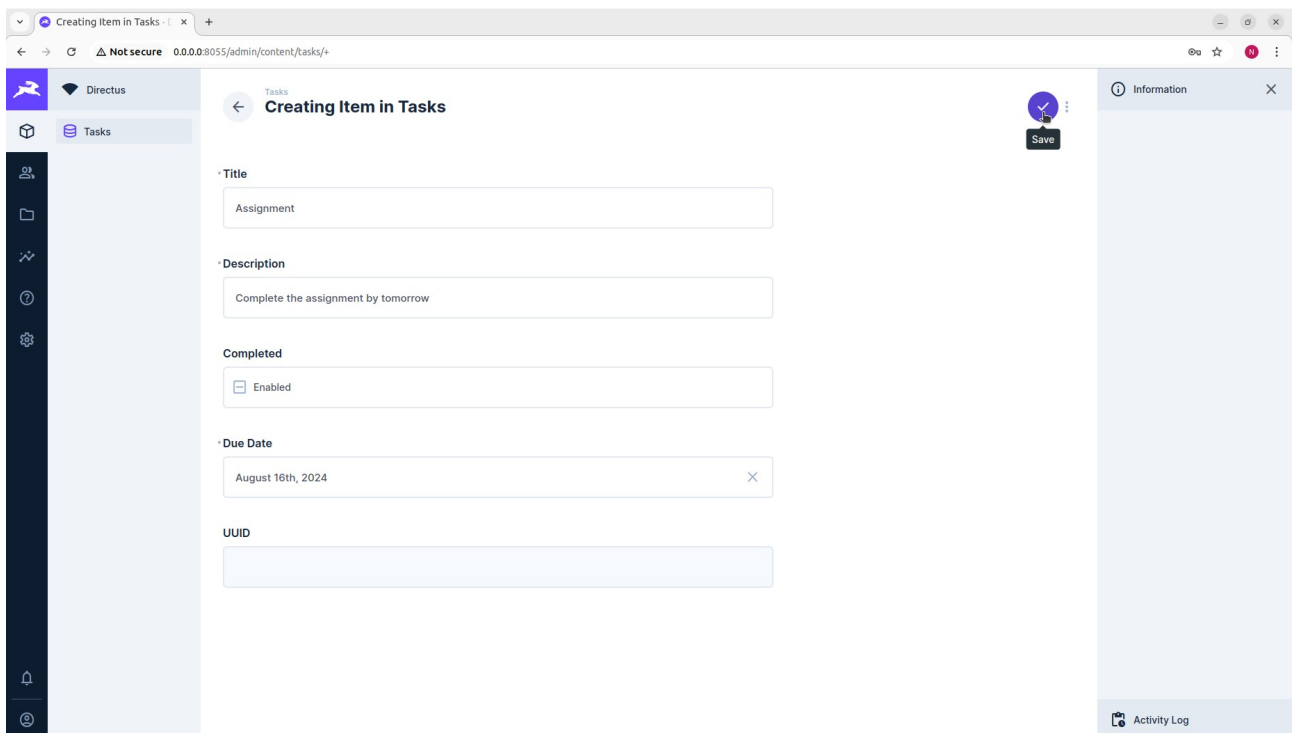 Creating Item in Tasks - D
Not secure 0.0.0.0:8055/admin/content/tasks/+
N
Directus
Tasks
Tasks
Creating Item in Tasks
Save
* Title
Assignment
* Description
Complete the assignment by tomorrow
Completed
Enabled
* Due Date
August 16th, 2024
UUID
Information
Activity Log